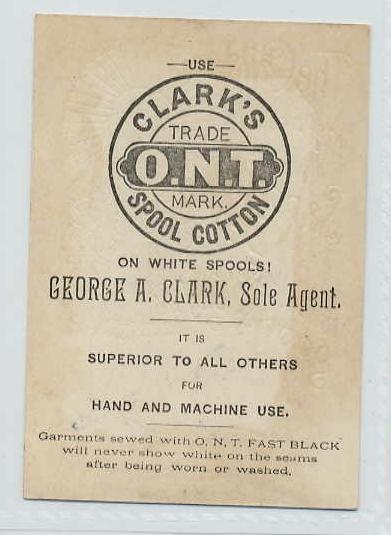 —USE—
CLARK'S
TRADE
O.N.T.
MARK.
SPOOL COTTON
ON WHITE SPOOLS!
GEORGE A. CLARK, Sole Agent.
IT IS
SUPERIOR TO ALL OTHERS
FOR
HAND AND MACHINE USE.
Garments sewed with O. N. T. FAST BLACK
will never show white on the seams
after being worn or washed.